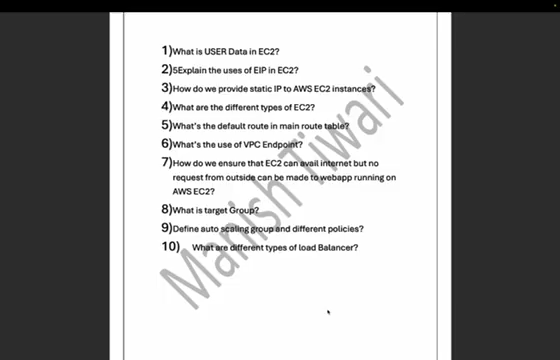 1)What is USER Data in EC2?
2)5Explain the uses of EIP in EC2?
3)How do we provide static IP to AWS EC2 instances?
4)What are the different types of EC2?
5)What's the default route in main route table?
6)What's the use of VPC Endpoint?
7)How do we ensure that EC2 can avail internet but no
request from outside can be made to webapp running on
AWS EC2?
8)What is target Group?
9)Define auto scaling group and different policies?
10) What are different types of load Balancer?
Manish Tiwari